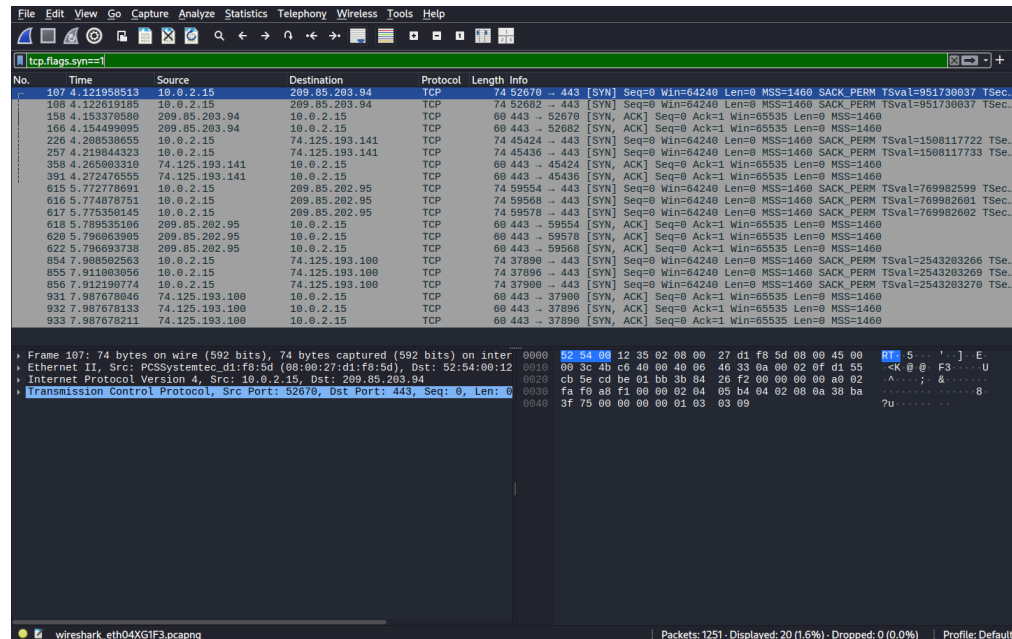 File Edit View Go Capture Analyze Statistics Telephony Wireless Tools Help
tcp.flags.syn==1
No. Time Source Destination Protocol Length Info
107 4.121958513 10.0.2.15 209.85.203.94 TCP 74 52670 → 443 [SYN] Seq=0 Win=64240 Len=0 MSS=1460 SACK_PERM TSval=951730037 TSec…
108 4.122619185 10.0.2.15 209.85.203.94 TCP 74 52682 → 443 [SYN] Seq=0 Win=64240 Len=0 MSS=1460 SACK_PERM TSval=951730037 TSec…
158 4.153370580 209.85.203.94 10.0.2.15 TCP 60 443 → 52670 [SYN, ACK] Seq=0 Ack=1 Win=65535 Len=0 MSS=1460
166 4.154499095 209.85.203.94 10.0.2.15 TCP 60 443 → 52682 [SYN, ACK] Seq=0 Ack=1 Win=65535 Len=0 MSS=1460
226 4.208538655 10.0.2.15 74.125.193.141 TCP 74 45424 → 443 [SYN] Seq=0 Win=64240 Len=0 MSS=1460 SACK_PERM TSval=1508117722 TSe…
257 4.219844323 10.0.2.15 74.125.193.141 TCP 74 45436 → 443 [SYN] Seq=0 Win=64240 Len=0 MSS=1460 SACK_PERM TSval=1508117733 TSe…
358 4.265003310 74.125.193.141 10.0.2.15 TCP 60 443 → 45424 [SYN, ACK] Seq=0 Ack=1 Win=65535 Len=0 MSS=1460
391 4.272476555 74.125.193.141 10.0.2.15 TCP 60 443 → 45436 [SYN, ACK] Seq=0 Ack=1 Win=65535 Len=0 MSS=1460
615 5.772778691 10.0.2.15 209.85.202.95 TCP 74 59554 → 443 [SYN] Seq=0 Win=64240 Len=0 MSS=1460 SACK_PERM TSval=769982599 TSec…
616 5.774878751 10.0.2.15 209.85.202.95 TCP 74 59568 → 443 [SYN] Seq=0 Win=64240 Len=0 MSS=1460 SACK_PERM TSval=769982601 TSec…
617 5.775350145 10.0.2.15 209.85.202.95 TCP 74 59578 → 443 [SYN] Seq=0 Win=64240 Len=0 MSS=1460 SACK_PERM TSval=769982602 TSec…
618 5.789535106 209.85.202.95 10.0.2.15 TCP 60 443 → 59554 [SYN, ACK] Seq=0 Ack=1 Win=65535 Len=0 MSS=1460
620 5.796063905 209.85.202.95 10.0.2.15 TCP 60 443 → 59578 [SYN, ACK] Seq=0 Ack=1 Win=65535 Len=0 MSS=1460
622 5.796693738 209.85.202.95 10.0.2.15 TCP 60 443 → 59568 [SYN, ACK] Seq=0 Ack=1 Win=65535 Len=0 MSS=1460
854 7.908502563 10.0.2.15 74.125.193.100 TCP 74 37890 → 443 [SYN] Seq=0 Win=64240 Len=0 MSS=1460 SACK_PERM TSval=2543203266 TSe…
855 7.911003056 10.0.2.15 74.125.193.100 TCP 74 37896 → 443 [SYN] Seq=0 Win=64240 Len=0 MSS=1460 SACK_PERM TSval=2543203269 TSe…
856 7.912190774 10.0.2.15 74.125.193.100 TCP 74 37900 → 443 [SYN] Seq=0 Win=64240 Len=0 MSS=1460 SACK_PERM TSval=2543203270 TSe…
931 7.987678046 74.125.193.100 10.0.2.15 TCP 60 443 → 37900 [SYN, ACK] Seq=0 Ack=1 Win=65535 Len=0 MSS=1460
932 7.987678133 74.125.193.100 10.0.2.15 TCP 60 443 → 37896 [SYN, ACK] Seq=0 Ack=1 Win=65535 Len=0 MSS=1460
933 7.987678211 74.125.193.100 10.0.2.15 TCP 60 443 → 37890 [SYN, ACK] Seq=0 Ack=1 Win=65535 Len=0 MSS=1460
Frame 107: 74 bytes on wire (592 bits), 74 bytes captured (592 bits) on inter
Ethernet II, Src: PCSSystemtec_d1:f8:5d (08:00:27:d1:f8:5d), Dst: 52:54:00:12
Internet Protocol Version 4, Src: 10.0.2.15, Dst: 209.85.203.94
Transmission Control Protocol, Src Port: 52670, Dst Port: 443, Seq: 0, Len: 0
0000 52 54 00 12 35 02 08 00 27 d1 f8 5d 08 00 45 00 RT··5···'··]··E·
0010 00 3c 4b c6 40 00 40 06 46 33 0a 00 02 0f d1 55 ·<K·@·@·F3·····U
0020 cb 5e cd be 01 bb 3b 84 26 f2 00 00 00 00 a0 02 ·^····;·&·······
0030 fa f0 a8 f1 00 00 02 04 05 b4 04 02 08 0a 38 ba ··············8·
0040 3f 75 00 00 00 00 01 03 03 09 ?u········
wireshark_eth04XG1F3.pcapng Packets: 1251 · Displayed: 20 (1.6%) · Dropped: 0 (0.0%) Profile: Default